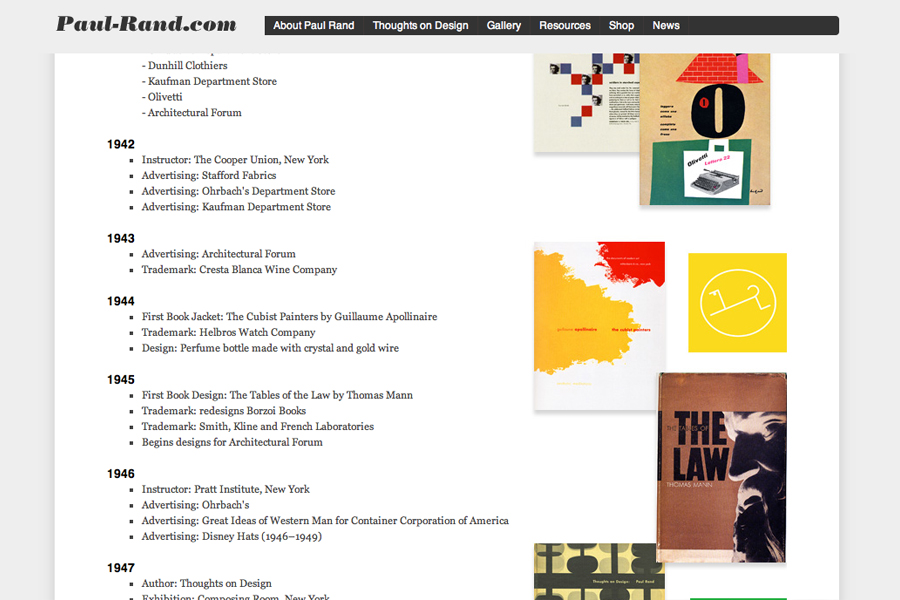 Paul-Rand.com
About Paul Rand
Thoughts on Design
Gallery
Resources
Shop
News
- Dunhill Clothiers
- Kaufman Department Store
- Olivetti
- Architectural Forum
1942
Instructor: The Cooper Union, New York
Advertising: Stafford Fabrics
Advertising: Ohrbach's Department Store
Advertising: Kaufman Department Store
1943
Advertising: Architectural Forum
Trademark: Cresta Blanca Wine Company
1944
First Book Jacket: The Cubist Painters by Guillaume Apollinaire
Trademark: Helbros Watch Company
Design: Perfume bottle made with crystal and gold wire
1945
First Book Design: The Tables of the Law by Thomas Mann
Trademark: redesigns Borzoi Books
Trademark: Smith, Kline and French Laboratories
Begins designs for Architectural Forum
1946
Instructor: Pratt Institute, New York
Advertising: Ohrbach's
Advertising: Great Ideas of Western Man for Container Corporation of America
Advertising: Disney Hats (1946–1949)
1947
Author: Thoughts on Design
Exhibition: Composing Room, New York
Olivetti
Lettera 22
guillaume apollinaire
the cubist painters
12
THE TABLES OF
THE
LAW
THOMAS MANN
Thoughts on Design: Paul Rand